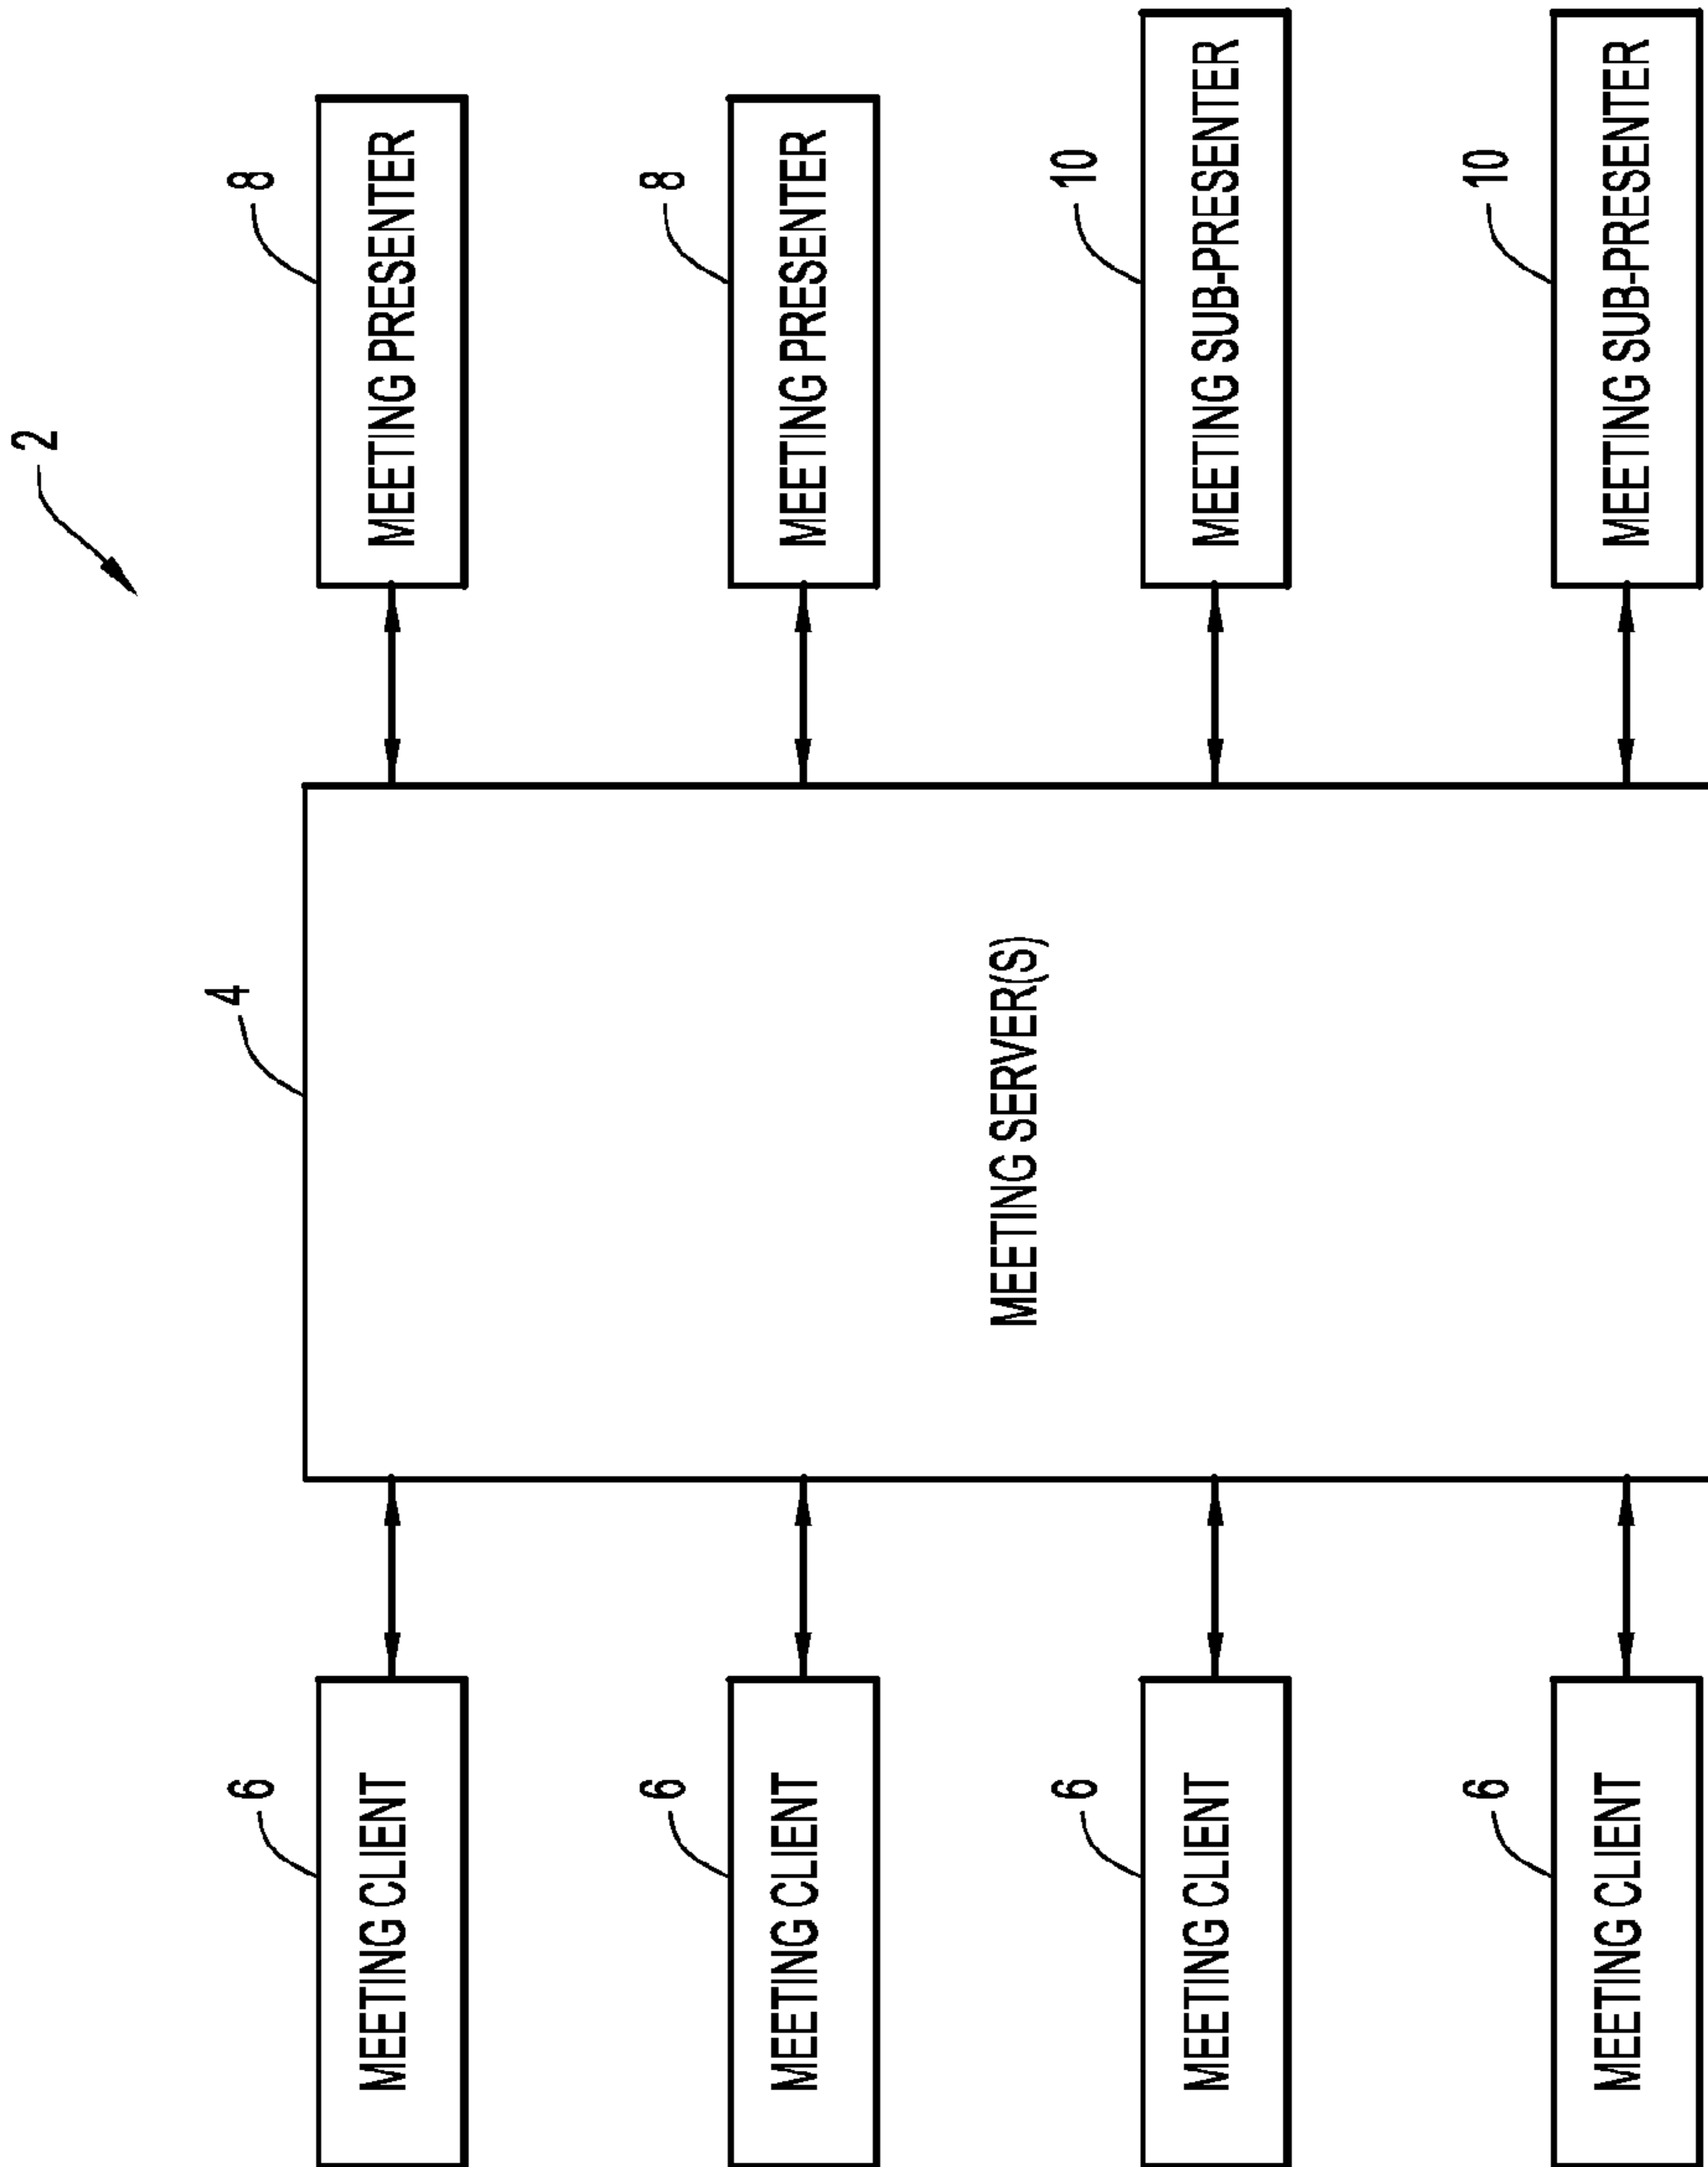 2
4
6
8
MEETING CLIENT
MEETING PRESENTER
6
8
MEETING CLIENT
MEETING PRESENTER
MEETING SERVER(S)
6
10
MEETING CLIENT
MEETING SUB-PRESENTER
6
10
MEETING CLIENT
MEETING SUB-PRESENTER